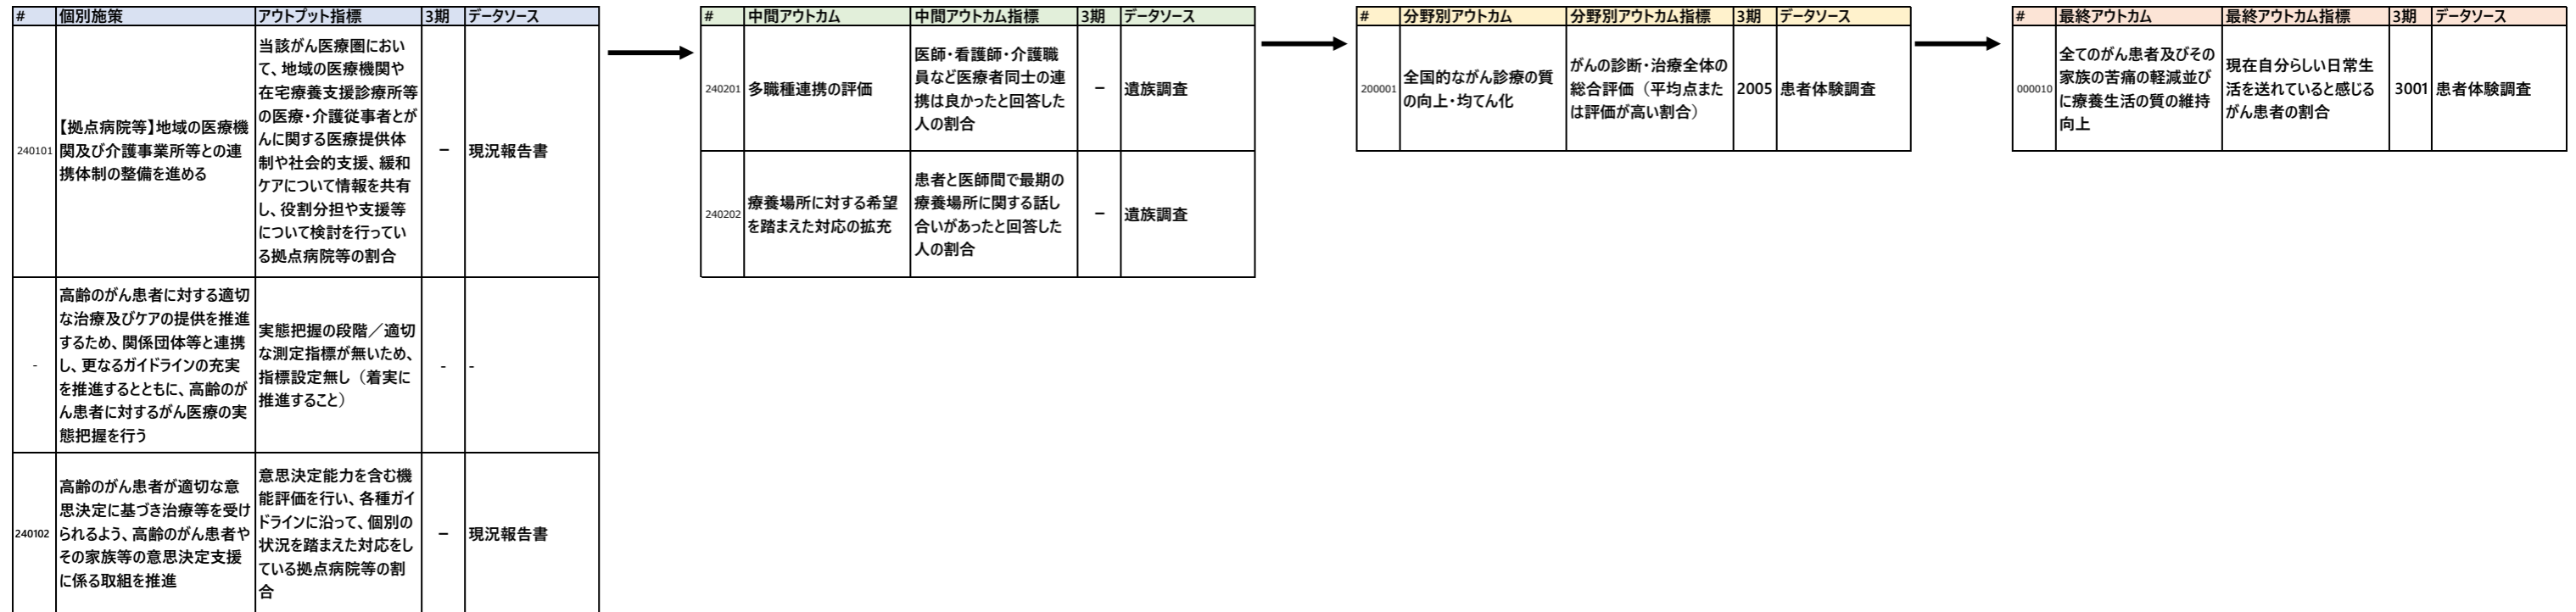 # 個別施策 アウトプット指標 3期 データソース
240101
【拠点病院等】地域の医療機
関及び介護事業所等との連
携体制の整備を進める
当該がん医療圏におい
て、地域の医療機関や
在宅療養支援診療所等
の医療・介護従事者とが
んに関する医療提供体
制や社会的支援、緩和
ケアについて情報を共有
し、役割分担や支援等
について検討を行ってい
る拠点病院等の割合
－
現況報告書
-
高齢のがん患者に対する適切
な治療及びケアの提供を推進
するため、関係団体等と連携
し、更なるガイドラインの充実
を推進するとともに、高齢のが
ん患者に対するがん医療の実
態把握を行う
実態把握の段階／適切
な測定指標が無いため、
指標設定無し（着実に
推進すること）
-
-
240102
高齢のがん患者が適切な意
思決定に基づき治療等を受け
られるよう、高齢のがん患者や
その家族等の意思決定支援
に係る取組を推進
意思決定能力を含む機
能評価を行い、各種ガイ
ドラインに沿って、個別の
状況を踏まえた対応をし
ている拠点病院等の割
合
－
現況報告書
# 中間アウトカム 中間アウトカム指標 3期 データソース
240201
多職種連携の評価
医師・看護師・介護職
員など医療者同士の連
携は良かったと回答した
人の割合
－
遺族調査
240202
療養場所に対する希望
を踏まえた対応の拡充
患者と医師間で最期の
療養場所に関する話し
合いがあったと回答した
人の割合
－
遺族調査
# 分野別アウトカム 分野別アウトカム指標 3期 データソース
200001
全国的ながん診療の質
の向上・均てん化
がんの診断・治療全体の
総合評価（平均点また
は評価が高い割合）
2005
患者体験調査
# 最終アウトカム 最終アウトカム指標 3期 データソース
000010
全てのがん患者及びその
家族の苦痛の軽減並び
に療養生活の質の維持
向上
現在自分らしい日常生
活を送れていると感じる
がん患者の割合
3001
患者体験調査